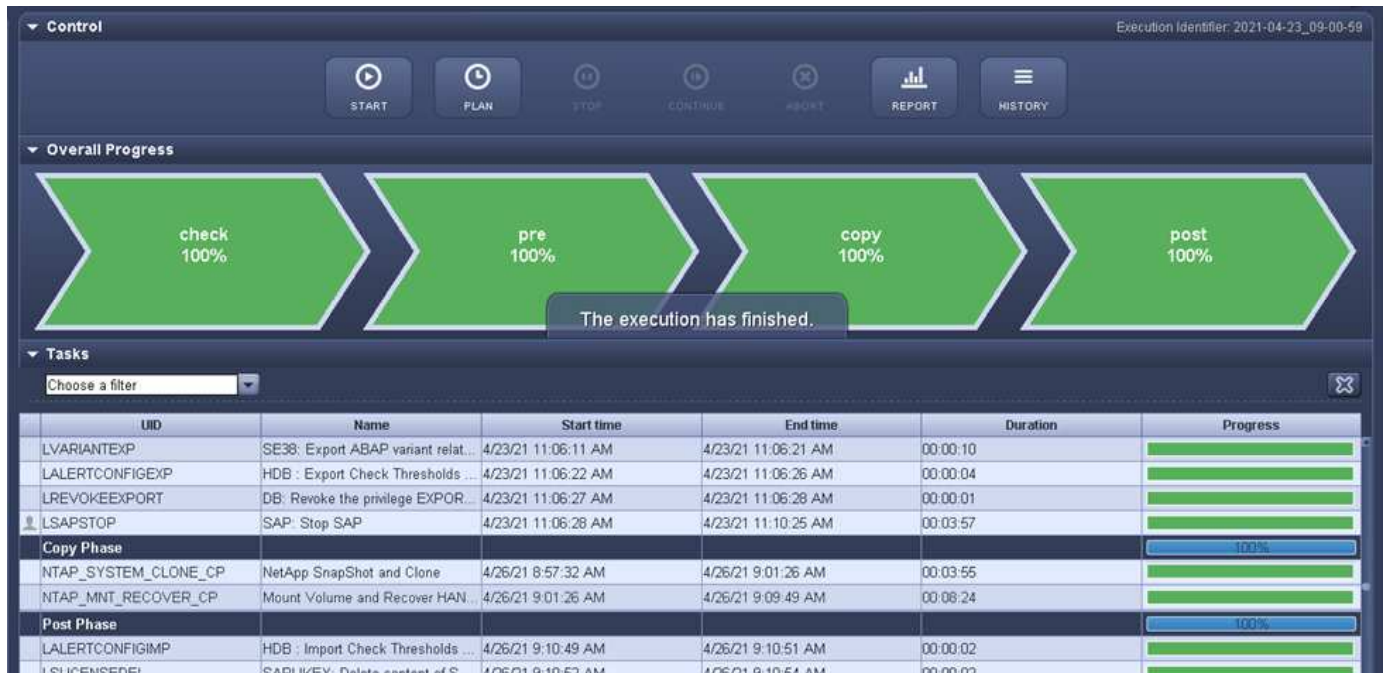 Control
Execution Identifier: 2021-04-23_09-00-59
START PLAN STOP CONTINUE ABORT REPORT HISTORY
Overall Progress
check pre copy post
100% 100% 100% 100%
The execution has finished.
Tasks
Choose a filter
UID Name Start time End time Duration Progress
LVARIANTEXP SE38: Export ABAP variant relat... 4/23/21 11:06:11 AM 4/23/21 11:06:21 AM 00:00:10
LALERTCONFIGEXP HDB : Export Check Thresholds ... 4/23/21 11:06:22 AM 4/23/21 11:06:26 AM 00:00:04
LREVOKEEXPORT DB: Revoke the privilege EXPOR... 4/23/21 11:06:27 AM 4/23/21 11:06:28 AM 00:00:01
LSAPSTOP SAP: Stop SAP 4/23/21 11:06:28 AM 4/23/21 11:10:25 AM 00:03:57
Copy Phase 100%
NTAP_SYSTEM_CLONE_CP NetApp SnapShot and Clone 4/26/21 8:57:32 AM 4/26/21 9:01:26 AM 00:03:55
NTAP_MNT_RECOVER_CP Mount Volume and Recover HAN... 4/26/21 9:01:26 AM 4/26/21 9:09:49 AM 00:08:24
Post Phase 100%
LALERTCONFIGIMP HDB : Import Check Thresholds ... 4/26/21 9:10:49 AM 4/26/21 9:10:51 AM 00:00:02